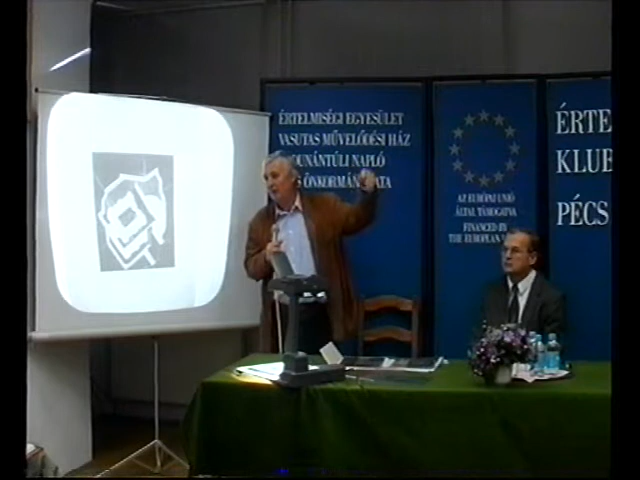 ÉRTELMISÉGI EGYESÜLET
VASUTAS MŰVELŐDÉSI HÁZ
DUNÁNTÚLI NAPLÓ
ÖNKORMÁNYZATA
AZ EURÓPAI UNIÓ
ÁLTAL TÁMOGATVA
FINANCED BY
THE EUROPEAN
ÉRTE
KLUB
PÉCS